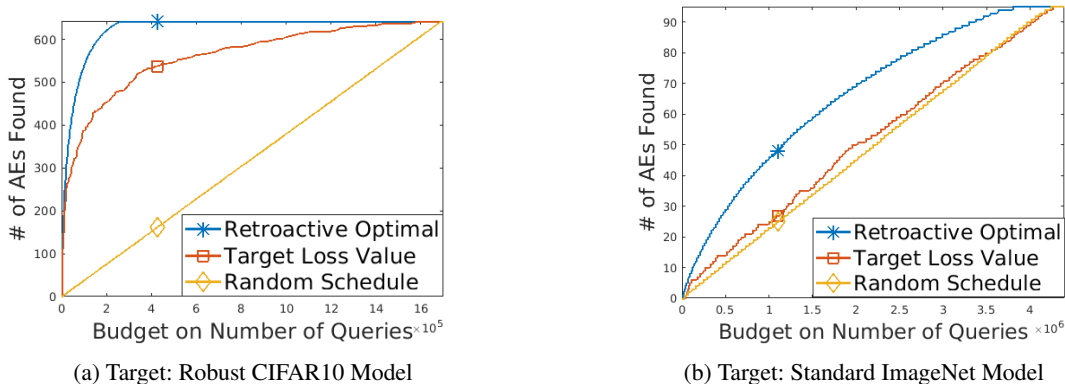 600
500
400
300
200
100
0
# of AEs Found
Retroactive Optimal
Target Loss Value
Random Schedule
0 2 4 6 8 10 12 14 16
×10⁵
Budget on Number of Queries
(a) Target: Robust CIFAR10 Model
90
80
70
60
50
40
30
20
10
0
# of AEs Found
Retroactive Optimal
Target Loss Value
Random Schedule
0 0.5 1 1.5 2 2.5 3 3.5 4
×10⁶
Budget on Number of Queries
(b) Target: Standard ImageNet Model